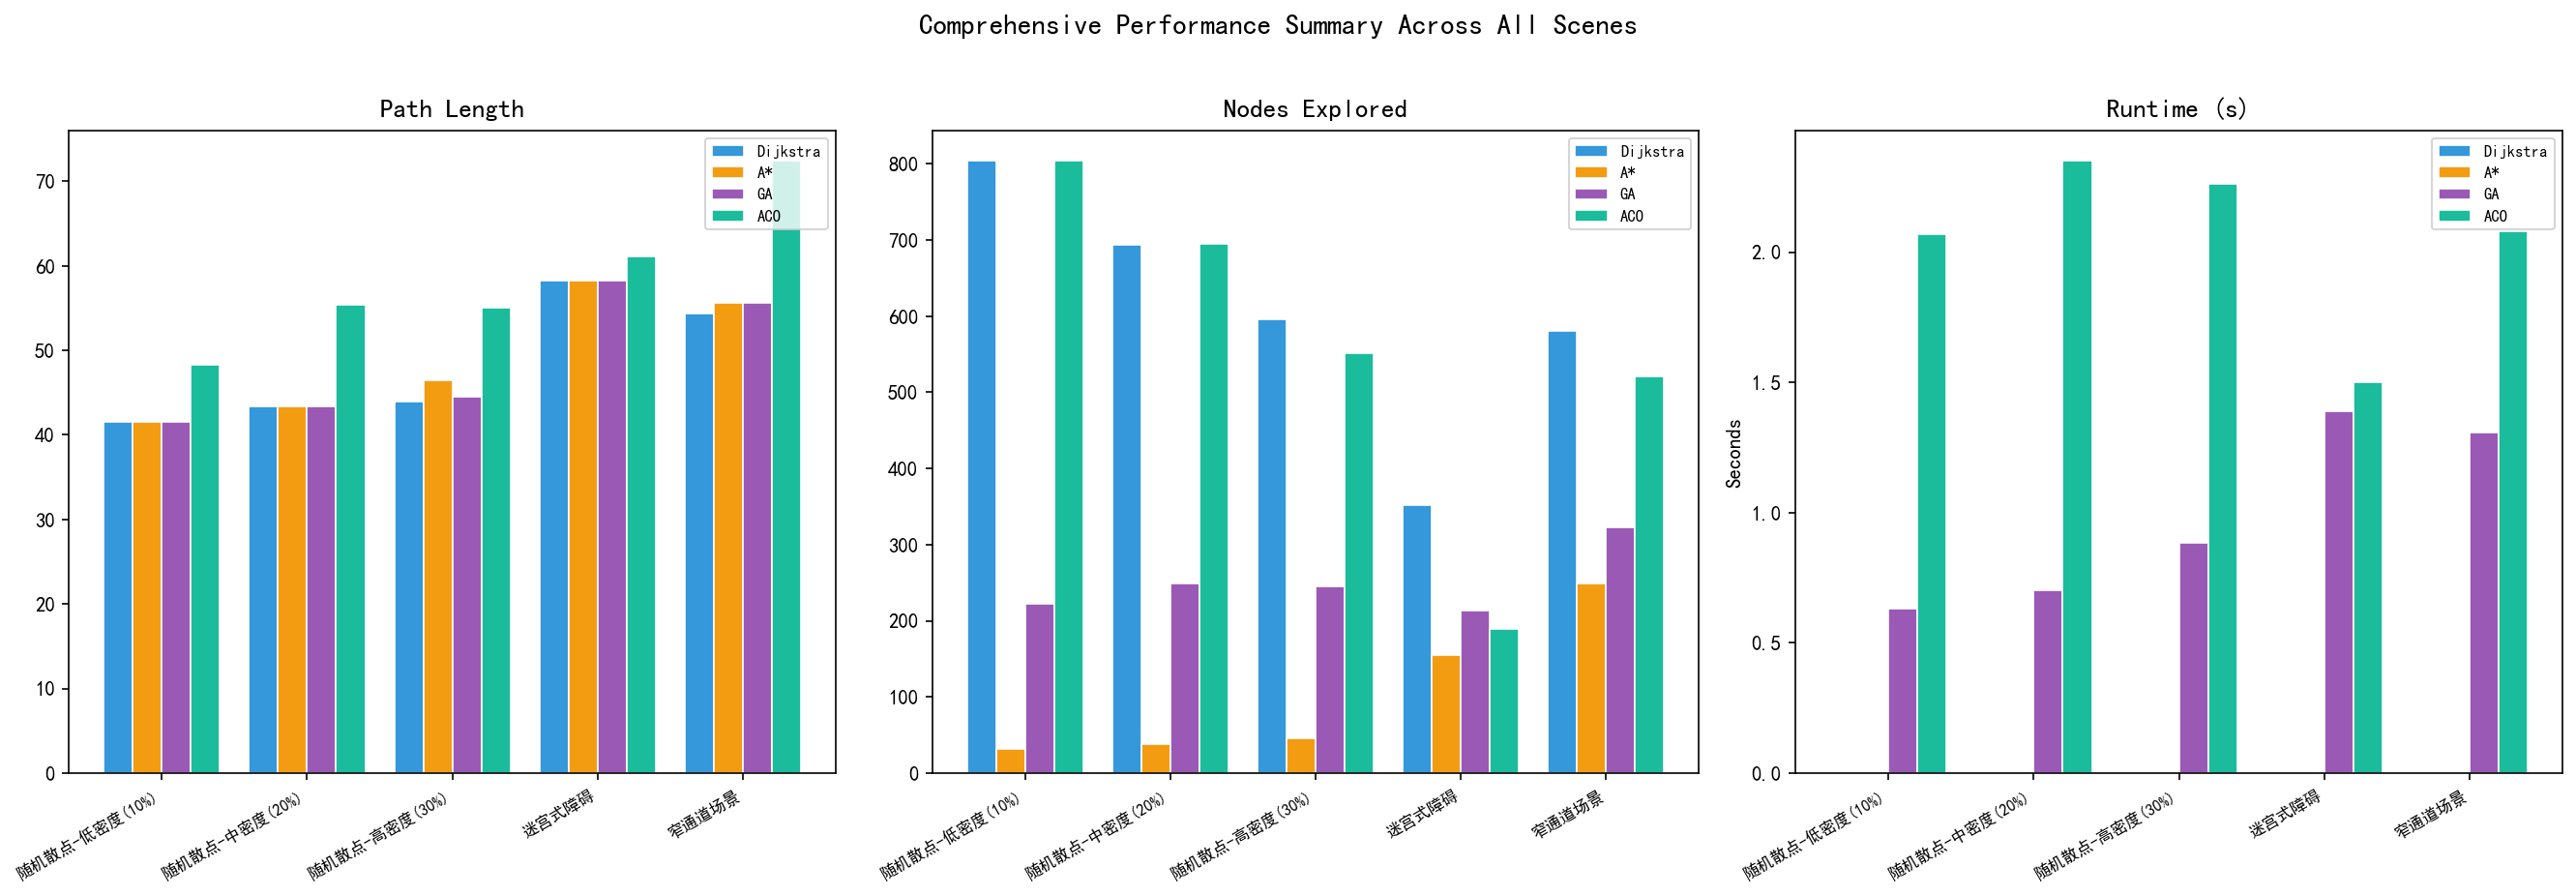 Comprehensive Performance Summary Across All Scenes
Path Length
Dijkstra
A*
GA
ACO
70
60
50
40
30
20
10
0
随机散点-低密度(10%)
随机散点-中密度(20%)
随机散点-高密度(30%)
迷宫式障碍
窄通道场景
Nodes Explored
Dijkstra
A*
GA
ACO
800
700
600
500
400
300
200
100
0
随机散点-低密度(10%)
随机散点-中密度(20%)
随机散点-高密度(30%)
迷宫式障碍
窄通道场景
Runtime (s)
Dijkstra
A*
GA
ACO
Seconds
2.0
1.5
1.0
0.5
0.0
随机散点-低密度(10%)
随机散点-中密度(20%)
随机散点-高密度(30%)
迷宫式障碍
窄通道场景